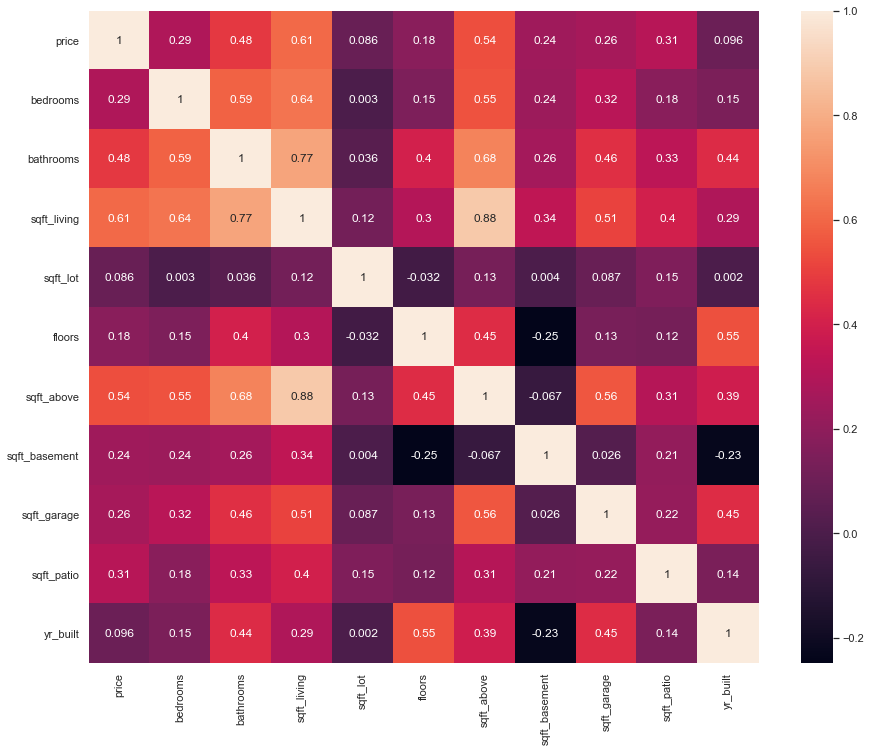 price 1 0.29 0.48 0.61 0.086 0.18 0.54 0.24 0.26 0.31 0.096
bedrooms 0.29 1 0.59 0.64 0.003 0.15 0.55 0.24 0.32 0.18 0.15
bathrooms 0.48 0.59 1 0.77 0.036 0.4 0.68 0.26 0.46 0.33 0.44
sqft_living 0.61 0.64 0.77 1 0.12 0.3 0.88 0.34 0.51 0.4 0.29
sqft_lot 0.086 0.003 0.036 0.12 1 -0.032 0.13 0.004 0.087 0.15 0.002
floors 0.18 0.15 0.4 0.3 -0.032 1 0.45 -0.25 0.13 0.12 0.55
sqft_above 0.54 0.55 0.68 0.88 0.13 0.45 1 -0.067 0.56 0.31 0.39
sqft_basement 0.24 0.24 0.26 0.34 0.004 -0.25 -0.067 1 0.026 0.21 -0.23
sqft_garage 0.26 0.32 0.46 0.51 0.087 0.13 0.56 0.026 1 0.22 0.45
sqft_patio 0.31 0.18 0.33 0.4 0.15 0.12 0.31 0.21 0.22 1 0.14
yr_built 0.096 0.15 0.44 0.29 0.002 0.55 0.39 -0.23 0.45 0.14 1
price
bedrooms
bathrooms
sqft_living
sqft_lot
floors
sqft_above
sqft_basement
sqft_garage
sqft_patio
yr_built
1.0
0.8
0.6
0.4
0.2
0.0
−0.2